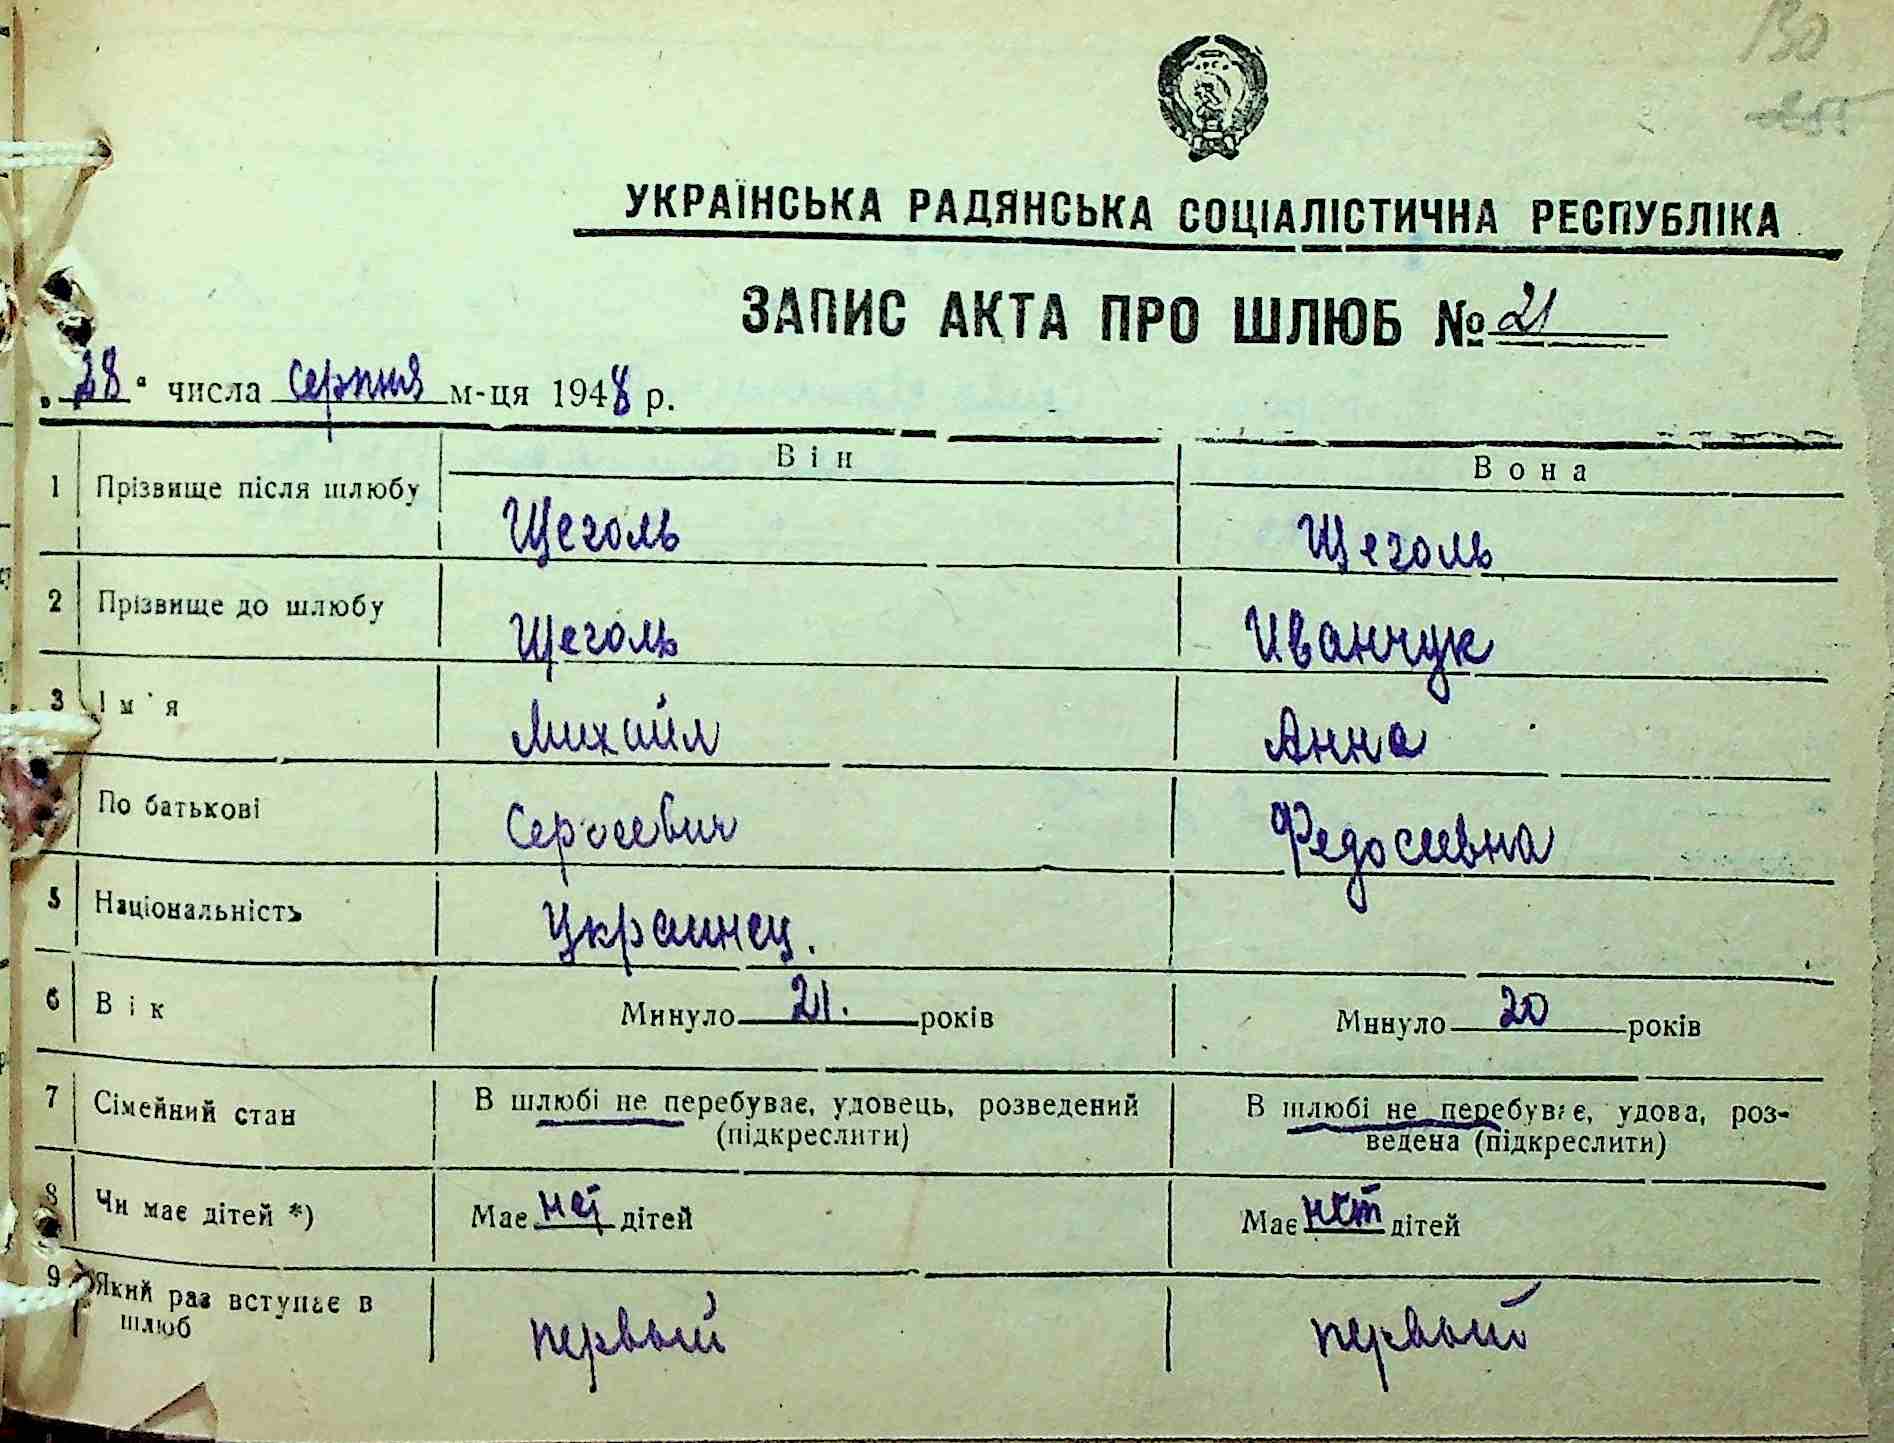 130
УКРАЇНСЬКА РАДЯНСЬКА СОЦІАЛІСТИЧНА РЕСПУБЛІКА
ЗАПИС АКТА ПРО ШЛЮБ № 21
„28“ числа серпня м-ця 1948 р.
Він Вона
1 Прізвище після шлюбу Щеголь Щеголь
2 Прізвище до шлюбу Щеголь Иванчук
3 Ім'я Михаил Анна
По батькові Сергеевич Федосеевна
5 Національність Украинец.
6 Вік Минуло 21. років Минуло 20 років
7 Сімейний стан В шлюбі не перебуває, удовець, розведений (підкреслити) В шлюбі не перебуває, удова, роз-
ведена (підкреслити)
8 Чи має дітей *) Має нет дітей Має нет дітей
9 Який раз вступає в шлюб первый первый